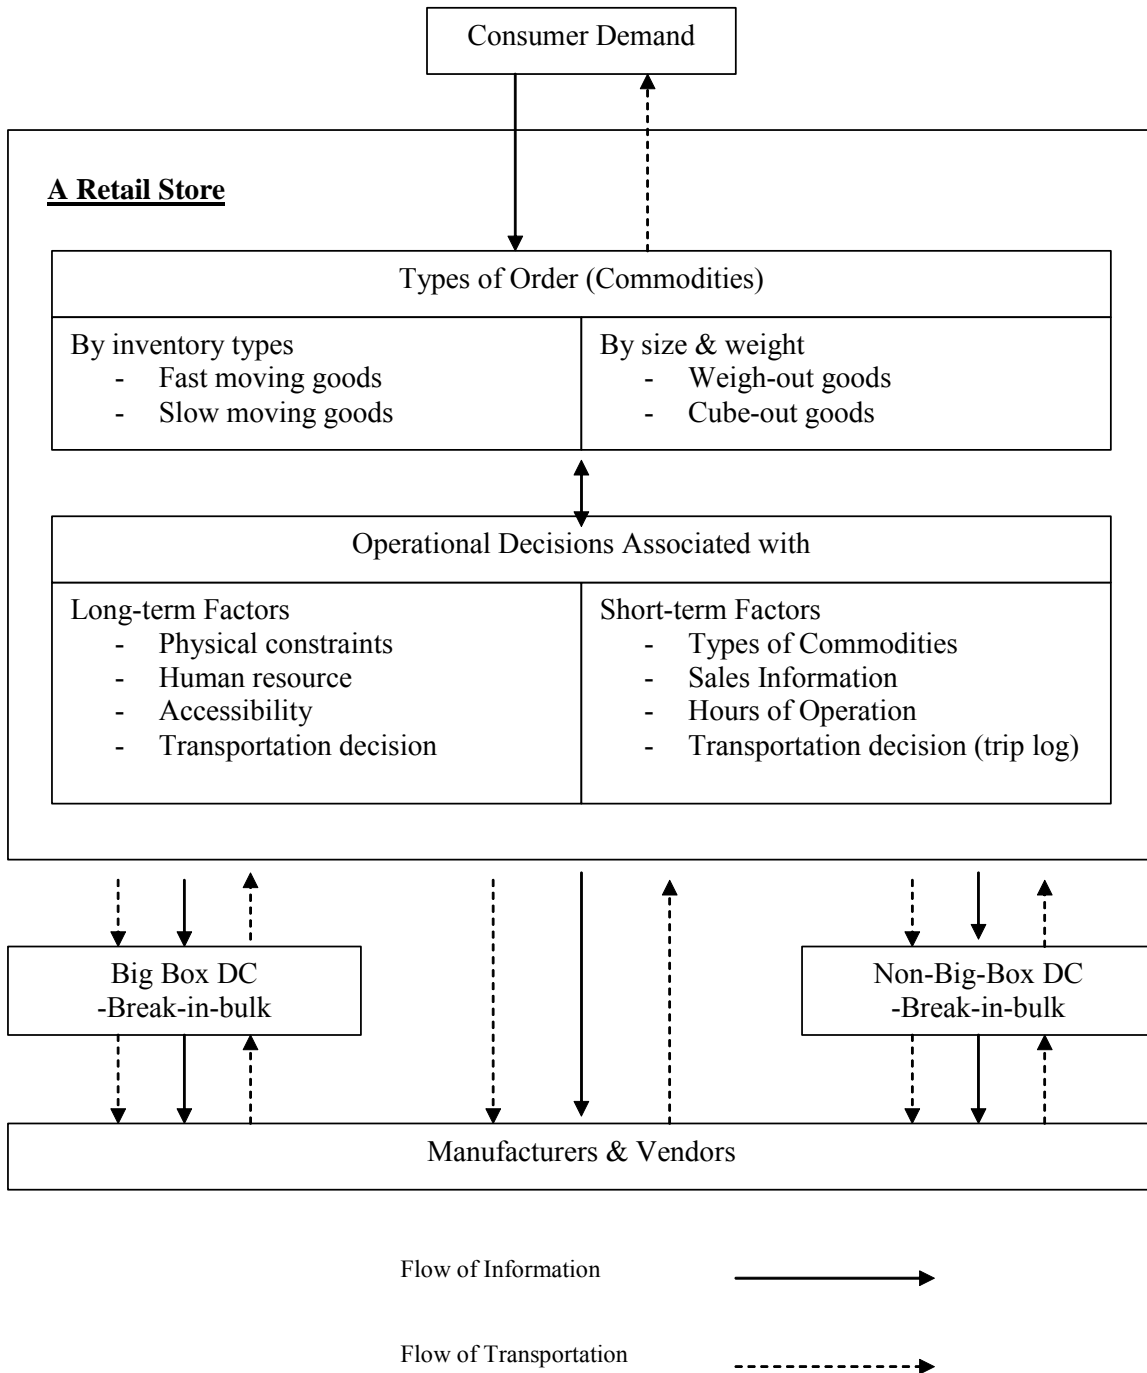 Consumer Demand
A Retail Store
Types of Order (Commodities)
By inventory types
- Fast moving goods
- Slow moving goods
By size & weight
- Weigh-out goods
- Cube-out goods
Operational Decisions Associated with
Long-term Factors
- Physical constraints
- Human resource
- Accessibility
- Transportation decision
Short-term Factors
- Types of Commodities
- Sales Information
- Hours of Operation
- Transportation decision (trip log)
Big Box DC
-Break-in-bulk
Non-Big-Box DC
-Break-in-bulk
Manufacturers & Vendors
Flow of Information
Flow of Transportation